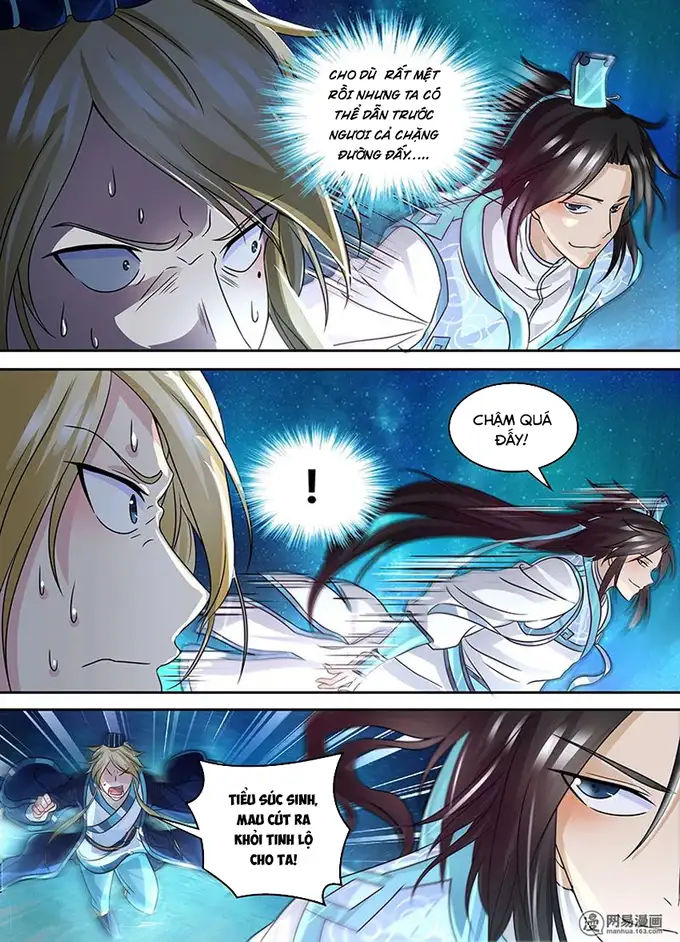 CHO DÙ RẤT MỆT
RỒI NHƯNG TA CÓ
THỂ DẪN TRƯỚC
NGƯƠI CẢ CHẶNG
ĐƯỜNG ĐẤY.....
CHẬM QUÁ
ĐẤY!
!
TIỂU SÚC SINH,
MAU CÚT RA
KHỎI TINH LỘ
CHO TA!
漫 网易漫画
manhua.163.com